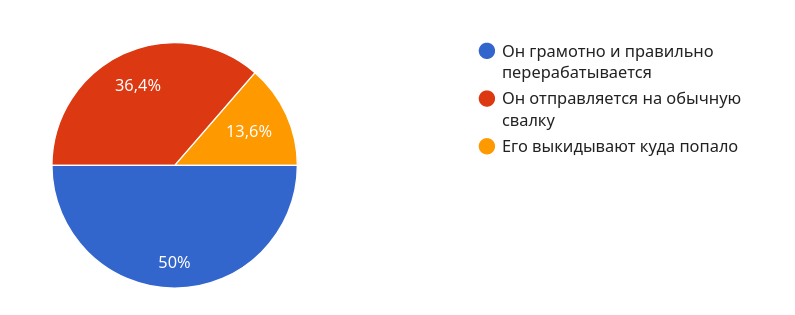 36,4%
13,6%
50%
Он грамотно и правильно
перерабатывается
Он отправляется на обычную
свалку
Его выкидывают куда попало